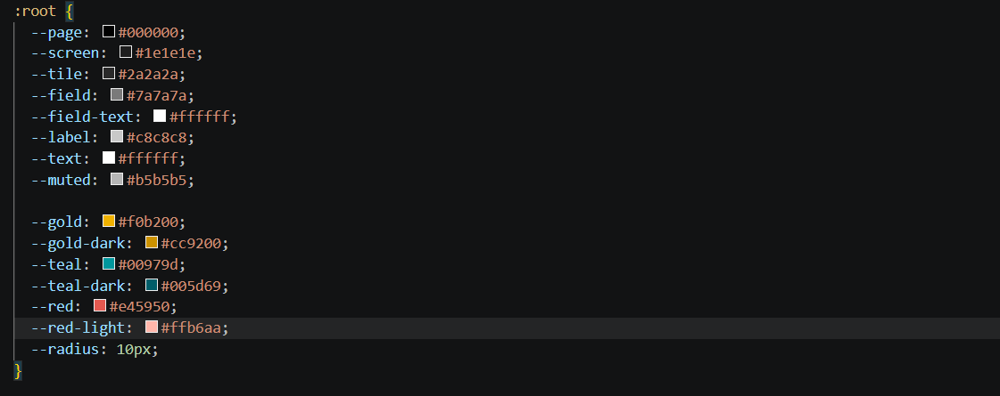 :root {
--page: #000000;
--screen: #1e1e1e;
--tile: #2a2a2a;
--field: #7a7a7a;
--field-text: #ffffff;
--label: #c8c8c8;
--text: #ffffff;
--muted: #b5b5b5;
--gold: #f0b200;
--gold-dark: #cc9200;
--teal: #00979d;
--teal-dark: #005d69;
--red: #e45950;
--red-light: #ffb6aa;
--radius: 10px;
}